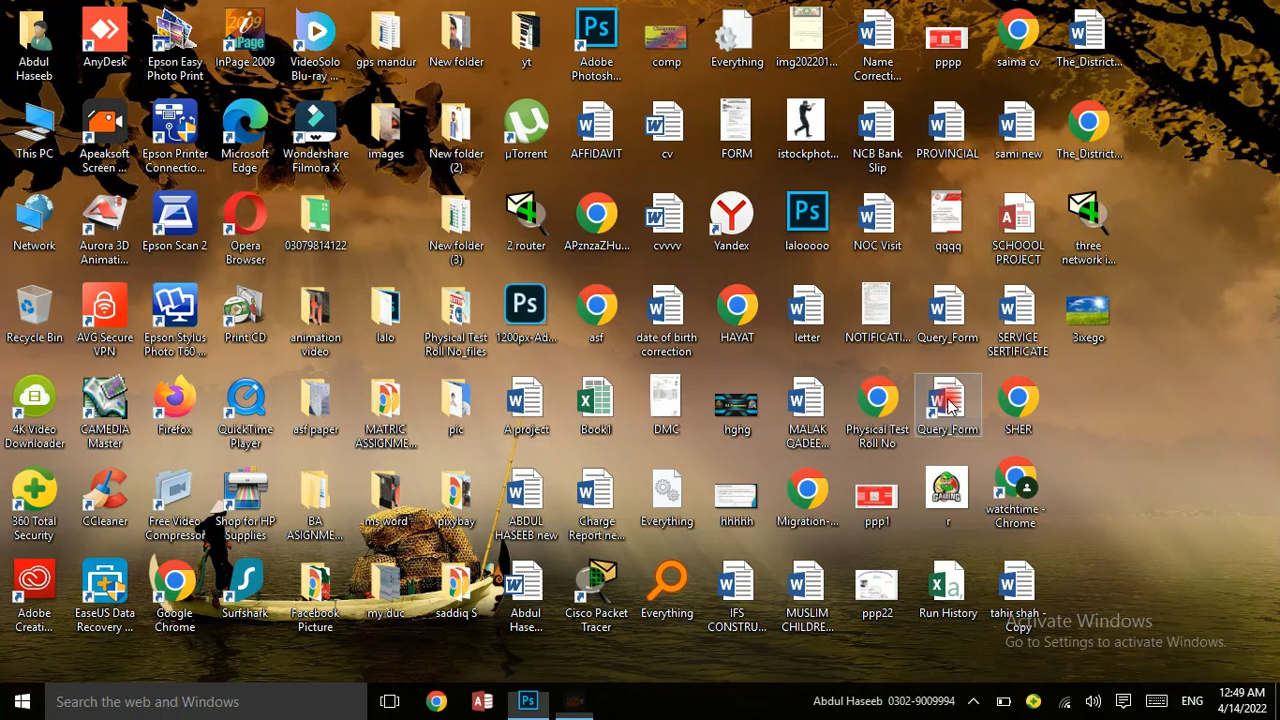 Abdul
Haseeb
AnyDesk
Epson Easy
Photo Print
InPage 2009
VideoSolo
Blu-ray ...
gps mandur
New folder
yt
Adobe
Photosh...
comp
Everything
img202201...
Name
Correcti...
pppp
saima cv
The_District...
This PC
Apeaksoft
Screen ...
Epson Printer
Connectio...
Microsoft
Edge
Wondershare
Filmora X
images
New folder
(2)
µTorrent
AFFIDAVIT
cv
FORM
istockphot...
NCB Bank
Slip
PROVINCIAL
sami new
The_District...
Network
Aurora 3D
Animati...
Epson Scan 2
Opera
Browser
03079814122
New folder
(3)
2 router
APznzaZHu...
cvvvv
Yandex
lalooooo
NOC Visit
qqqq
SCHOOOL
PROJECT
three
network i...
Recycle Bin
AVG Secure
VPN
Epson Stylus
Photo T60 ...
Print CD
animation
video
lalo
Physical Test
Roll No_files
1200px-Ad...
asf
date of birth
correction
HAYAT
letter
NOTIFICATI...
Query_Form
SERVICE
SERTIFICATE
3ixego
4K Video
Downloader
CAMEDIA
Master
Firefox
QuickTime
Player
asf paper
MATRIC
ASSIGNME...
pic
A project
Book1
DMC
hghg
MALAK
QADEE...
Physical Test
Roll No
Query_Form
SHER
360 Total
Security
CCleaner
Free Video
Compressor
Shop for HP
Supplies
BA
ASIGNME...
ms word
pixybay
ABDUL
HASEEB new
Charge
Report ne...
Everything
hhhhh
Migration-...
ppp1
r
watchtime -
Chrome
Adobe
Creati...
EaseUS Data
Recovery ...
Google
Chrome
Surfshark
Facebook
Picture
my duc
saddiq S
Abdul
Hase...
Cisco Packet
Tracer
Everything
IFS
CONSTRU...
MUSLIM
CHILDRE...
ppp22
Run History
tahir shah -
Copy
Activate Windows
Go to Settings to activate Windows.
Search the web and Windows
Abdul Haseeb 0302-9009994
ENG
12:49 AM
4/14/2022